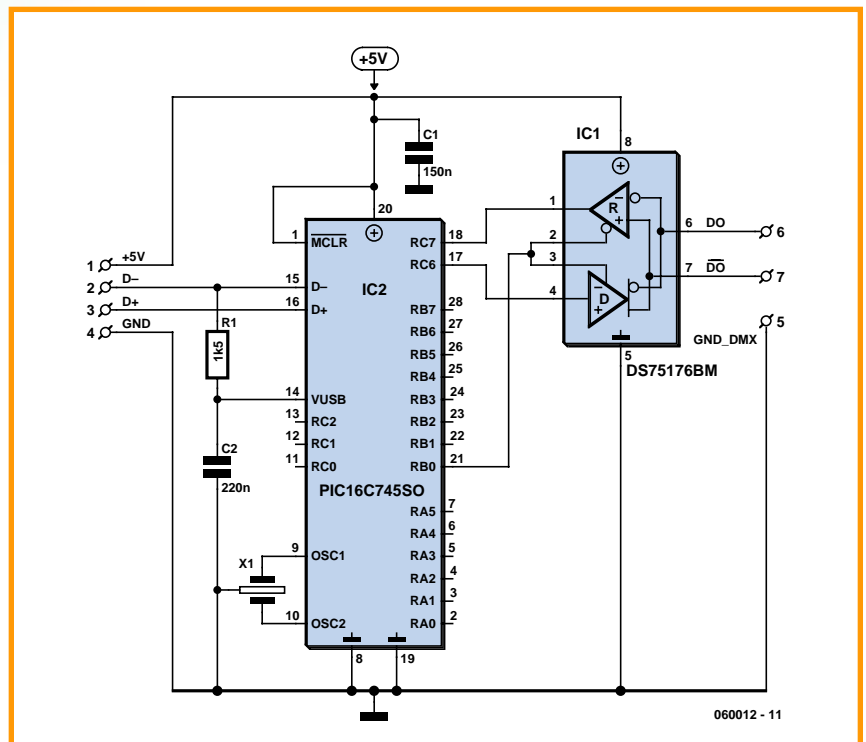 +5V
C1
150n
IC1
8
20
1
MCLR
RC7
18
1
R
−
+
2
3
6
DO
6
RC6
17
4
D
−
+
7
DO
7
1
+5V
2
D−
15
D−
3
D+
16
D+
4
GND
IC2
RB7
28
RB6
27
RB5
26
RB4
25
RB3
24
RB2
23
RB1
22
RB0
21
5
GND_DMX
5
DS75176BM
R1
1k5
14
VUSB
13
RC2
12
RC1
11
RC0
C2
220n
PIC16C745SO
RA5
7
RA4
6
RA3
5
RA2
4
RA1
3
RA0
2
9
OSC1
X1
10
OSC2
8
19
060012 - 11